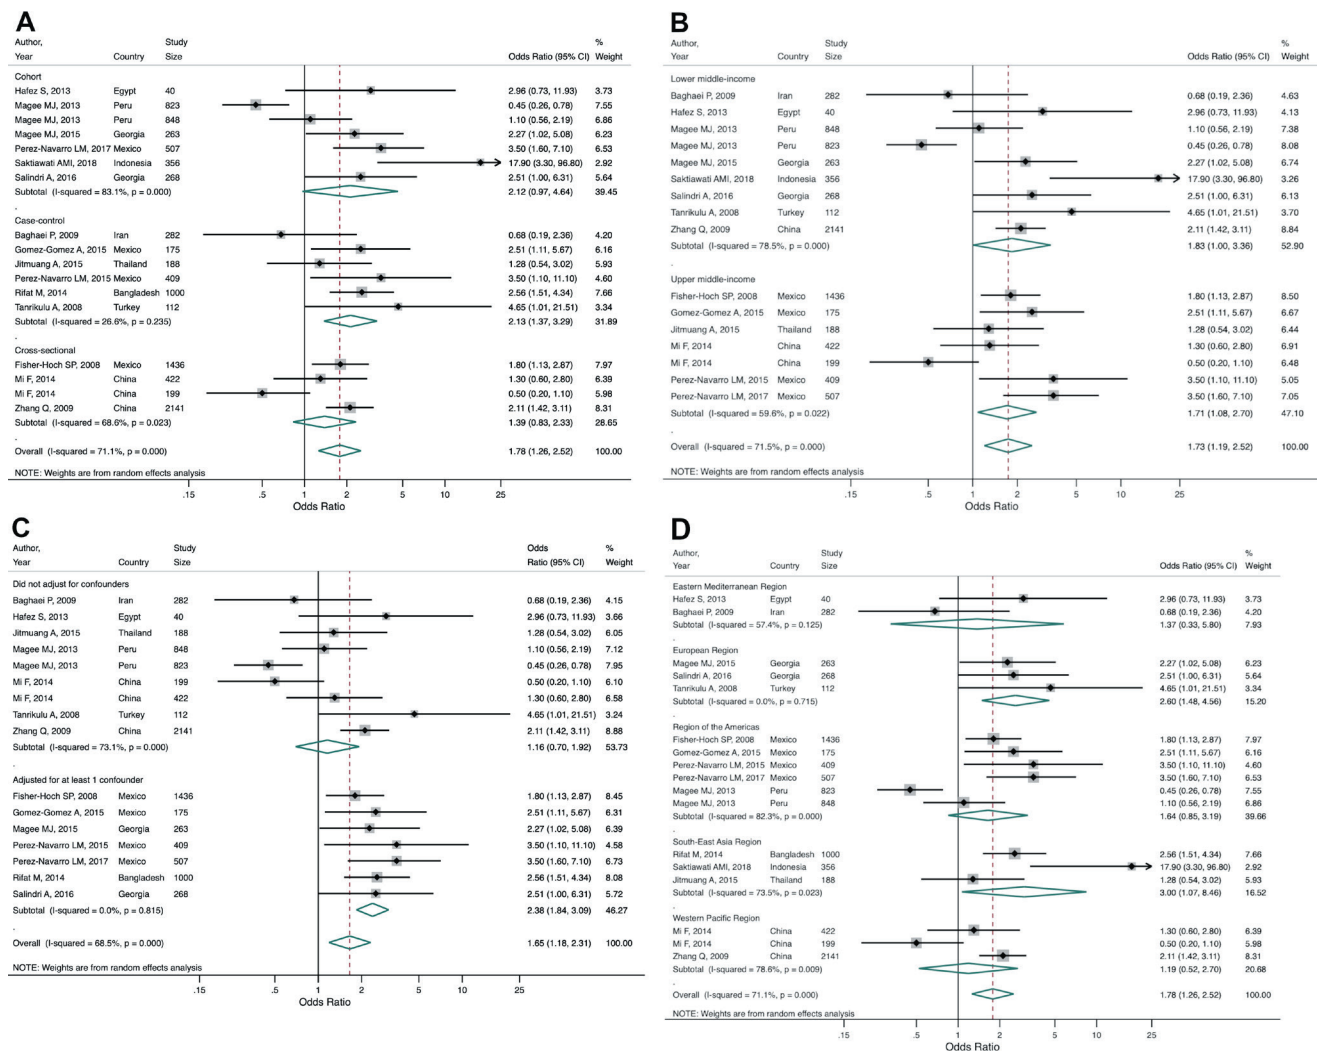 A
Author, Study %
Year Country Size Odds Ratio (95% CI) Weight
Cohort
Hafez S, 2013 Egypt 40 2.96 (0.73, 11.93) 3.73
Magee MJ, 2013 Peru 823 0.45 (0.26, 0.78) 7.55
Magee MJ, 2013 Peru 848 1.10 (0.56, 2.19) 6.86
Magee MJ, 2015 Georgia 263 2.27 (1.02, 5.08) 6.23
Perez-Navarro LM, 2017 Mexico 507 3.50 (1.60, 7.10) 6.53
Saktiawati AMI, 2018 Indonesia 356 17.90 (3.30, 96.80) 2.92
Salindri A, 2016 Georgia 268 2.51 (1.00, 6.31) 5.64
Subtotal (I-squared = 83.1%, p = 0.000) 2.12 (0.97, 4.64) 39.45
.
Case-control
Baghaei P, 2009 Iran 282 0.68 (0.19, 2.36) 4.20
Gomez-Gomez A, 2015 Mexico 175 2.51 (1.11, 5.67) 6.16
Jitmuang A, 2015 Thailand 188 1.28 (0.54, 3.02) 5.93
Perez-Navarro LM, 2015 Mexico 409 3.50 (1.10, 11.10) 4.60
Rifat M, 2014 Bangladesh 1000 2.56 (1.51, 4.34) 7.66
Tanrikulu A, 2008 Turkey 112 4.65 (1.01, 21.51) 3.34
Subtotal (I-squared = 26.6%, p = 0.235) 2.13 (1.37, 3.29) 31.89
.
Cross-sectional
Fisher-Hoch SP, 2008 Mexico 1436 1.80 (1.13, 2.87) 7.97
Mi F, 2014 China 422 1.30 (0.60, 2.80) 6.39
Mi F, 2014 China 199 0.50 (0.20, 1.10) 5.98
Zhang Q, 2009 China 2141 2.11 (1.42, 3.11) 8.31
Subtotal (I-squared = 68.6%, p = 0.023) 1.39 (0.83, 2.33) 28.65
.
Overall (I-squared = 71.1%, p = 0.000) 1.78 (1.26, 2.52) 100.00
NOTE: Weights are from random effects analysis
.15 .5 1 2 5 10 25
Odds Ratio
B
Author, Study %
Year Country Size Odds Ratio (95% CI) Weight
Lower middle-income
Baghaei P, 2009 Iran 282 0.68 (0.19, 2.36) 4.63
Hafez S, 2013 Egypt 40 2.96 (0.73, 11.93) 4.13
Magee MJ, 2013 Peru 848 1.10 (0.56, 2.19) 7.38
Magee MJ, 2013 Peru 823 0.45 (0.26, 0.78) 8.08
Magee MJ, 2015 Georgia 263 2.27 (1.02, 5.08) 6.74
Saktiawati AMI, 2018 Indonesia 356 17.90 (3.30, 96.80) 3.26
Salindri A, 2016 Georgia 268 2.51 (1.00, 6.31) 6.13
Tanrikulu A, 2008 Turkey 112 4.65 (1.01, 21.51) 3.70
Zhang Q, 2009 China 2141 2.11 (1.42, 3.11) 8.84
Subtotal (I-squared = 78.5%, p = 0.000) 1.83 (1.00, 3.36) 52.90
.
Upper middle-income
Fisher-Hoch SP, 2008 Mexico 1436 1.80 (1.13, 2.87) 8.50
Gomez-Gomez A, 2015 Mexico 175 2.51 (1.11, 5.67) 6.67
Jitmuang A, 2015 Thailand 188 1.28 (0.54, 3.02) 6.44
Mi F, 2014 China 422 1.30 (0.60, 2.80) 6.91
Mi F, 2014 China 199 0.50 (0.20, 1.10) 6.48
Perez-Navarro LM, 2015 Mexico 409 3.50 (1.10, 11.10) 5.05
Perez-Navarro LM, 2017 Mexico 507 3.50 (1.60, 7.10) 7.05
Subtotal (I-squared = 59.6%, p = 0.022) 1.71 (1.08, 2.70) 47.10
.
Overall (I-squared = 71.5%, p = 0.000) 1.73 (1.19, 2.52) 100.00
NOTE: Weights are from random effects analysis
.15 .5 1 2 5 10 25
Odds Ratio
C
Author, Study Odds %
Year Country Size Ratio (95% CI) Weight
Did not adjust for confounders
Baghaei P, 2009 Iran 282 0.68 (0.19, 2.36) 4.15
Hafez S, 2013 Egypt 40 2.96 (0.73, 11.93) 3.66
Jitmuang A, 2015 Thailand 188 1.28 (0.54, 3.02) 6.05
Magee MJ, 2013 Peru 848 1.10 (0.56, 2.19) 7.12
Magee MJ, 2013 Peru 823 0.45 (0.26, 0.78) 7.95
Mi F, 2014 China 199 0.50 (0.20, 1.10) 6.10
Mi F, 2014 China 422 1.30 (0.60, 2.80) 6.58
Tanrikulu A, 2008 Turkey 112 4.65 (1.01, 21.51) 3.24
Zhang Q, 2009 China 2141 2.11 (1.42, 3.11) 8.88
Subtotal (I-squared = 73.1%, p = 0.000) 1.16 (0.70, 1.92) 53.73
.
Adjusted for at least 1 confounder
Fisher-Hoch SP, 2008 Mexico 1436 1.80 (1.13, 2.87) 8.45
Gomez-Gomez A, 2015 Mexico 175 2.51 (1.11, 5.67) 6.31
Magee MJ, 2015 Georgia 263 2.27 (1.02, 5.08) 6.39
Perez-Navarro LM, 2015 Mexico 409 3.50 (1.10, 11.10) 4.58
Perez-Navarro LM, 2017 Mexico 507 3.50 (1.60, 7.10) 6.73
Rifat M, 2014 Bangladesh 1000 2.56 (1.51, 4.34) 8.08
Salindri A, 2016 Georgia 268 2.51 (1.00, 6.31) 5.72
Subtotal (I-squared = 0.0%, p = 0.815) 2.38 (1.84, 3.09) 46.27
.
Overall (I-squared = 68.5%, p = 0.000) 1.65 (1.18, 2.31) 100.00
NOTE: Weights are from random effects analysis
.15 .5 1 2 5 10 25
Odds Ratio
D
Author, Study %
Year Country Size Odds Ratio (95% CI) Weight
Eastern Mediterranean Region
Hafez S, 2013 Egypt 40 2.96 (0.73, 11.93) 3.73
Baghaei P, 2009 Iran 282 0.68 (0.19, 2.36) 4.20
Subtotal (I-squared = 57.4%, p = 0.125) 1.37 (0.33, 5.80) 7.93
.
European Region
Magee MJ, 2015 Georgia 263 2.27 (1.02, 5.08) 6.23
Salindri A, 2016 Georgia 268 2.51 (1.00, 6.31) 5.64
Tanrikulu A, 2008 Turkey 112 4.65 (1.01, 21.51) 3.34
Subtotal (I-squared = 0.0%, p = 0.715) 2.60 (1.48, 4.56) 15.20
.
Region of the Americas
Fisher-Hoch SP, 2008 Mexico 1436 1.80 (1.13, 2.87) 7.97
Gomez-Gomez A, 2015 Mexico 175 2.51 (1.11, 5.67) 6.16
Perez-Navarro LM, 2015 Mexico 409 3.50 (1.10, 11.10) 4.60
Perez-Navarro LM, 2017 Mexico 507 3.50 (1.60, 7.10) 6.53
Magee MJ, 2013 Peru 823 0.45 (0.26, 0.78) 7.55
Magee MJ, 2013 Peru 848 1.10 (0.56, 2.19) 6.86
Subtotal (I-squared = 82.3%, p = 0.000) 1.64 (0.85, 3.19) 39.66
.
South-East Asia Region
Rifat M, 2014 Bangladesh 1000 2.56 (1.51, 4.34) 7.66
Saktiawati AMI, 2018 Indonesia 356 17.90 (3.30, 96.80) 2.92
Jitmuang A, 2015 Thailand 188 1.28 (0.54, 3.02) 5.93
Subtotal (I-squared = 73.5%, p = 0.023) 3.00 (1.07, 8.46) 16.52
.
Western Pacific Region
Mi F, 2014 China 422 1.30 (0.60, 2.80) 6.39
Mi F, 2014 China 199 0.50 (0.20, 1.10) 5.98
Zhang Q, 2009 China 2141 2.11 (1.42, 3.11) 8.31
Subtotal (I-squared = 78.6%, p = 0.009) 1.19 (0.52, 2.70) 20.68
.
Overall (I-squared = 71.1%, p = 0.000) 1.78 (1.26, 2.52) 100.00
NOTE: Weights are from random effects analysis
.15 .5 1 2 5 10 25
Odds Ratio